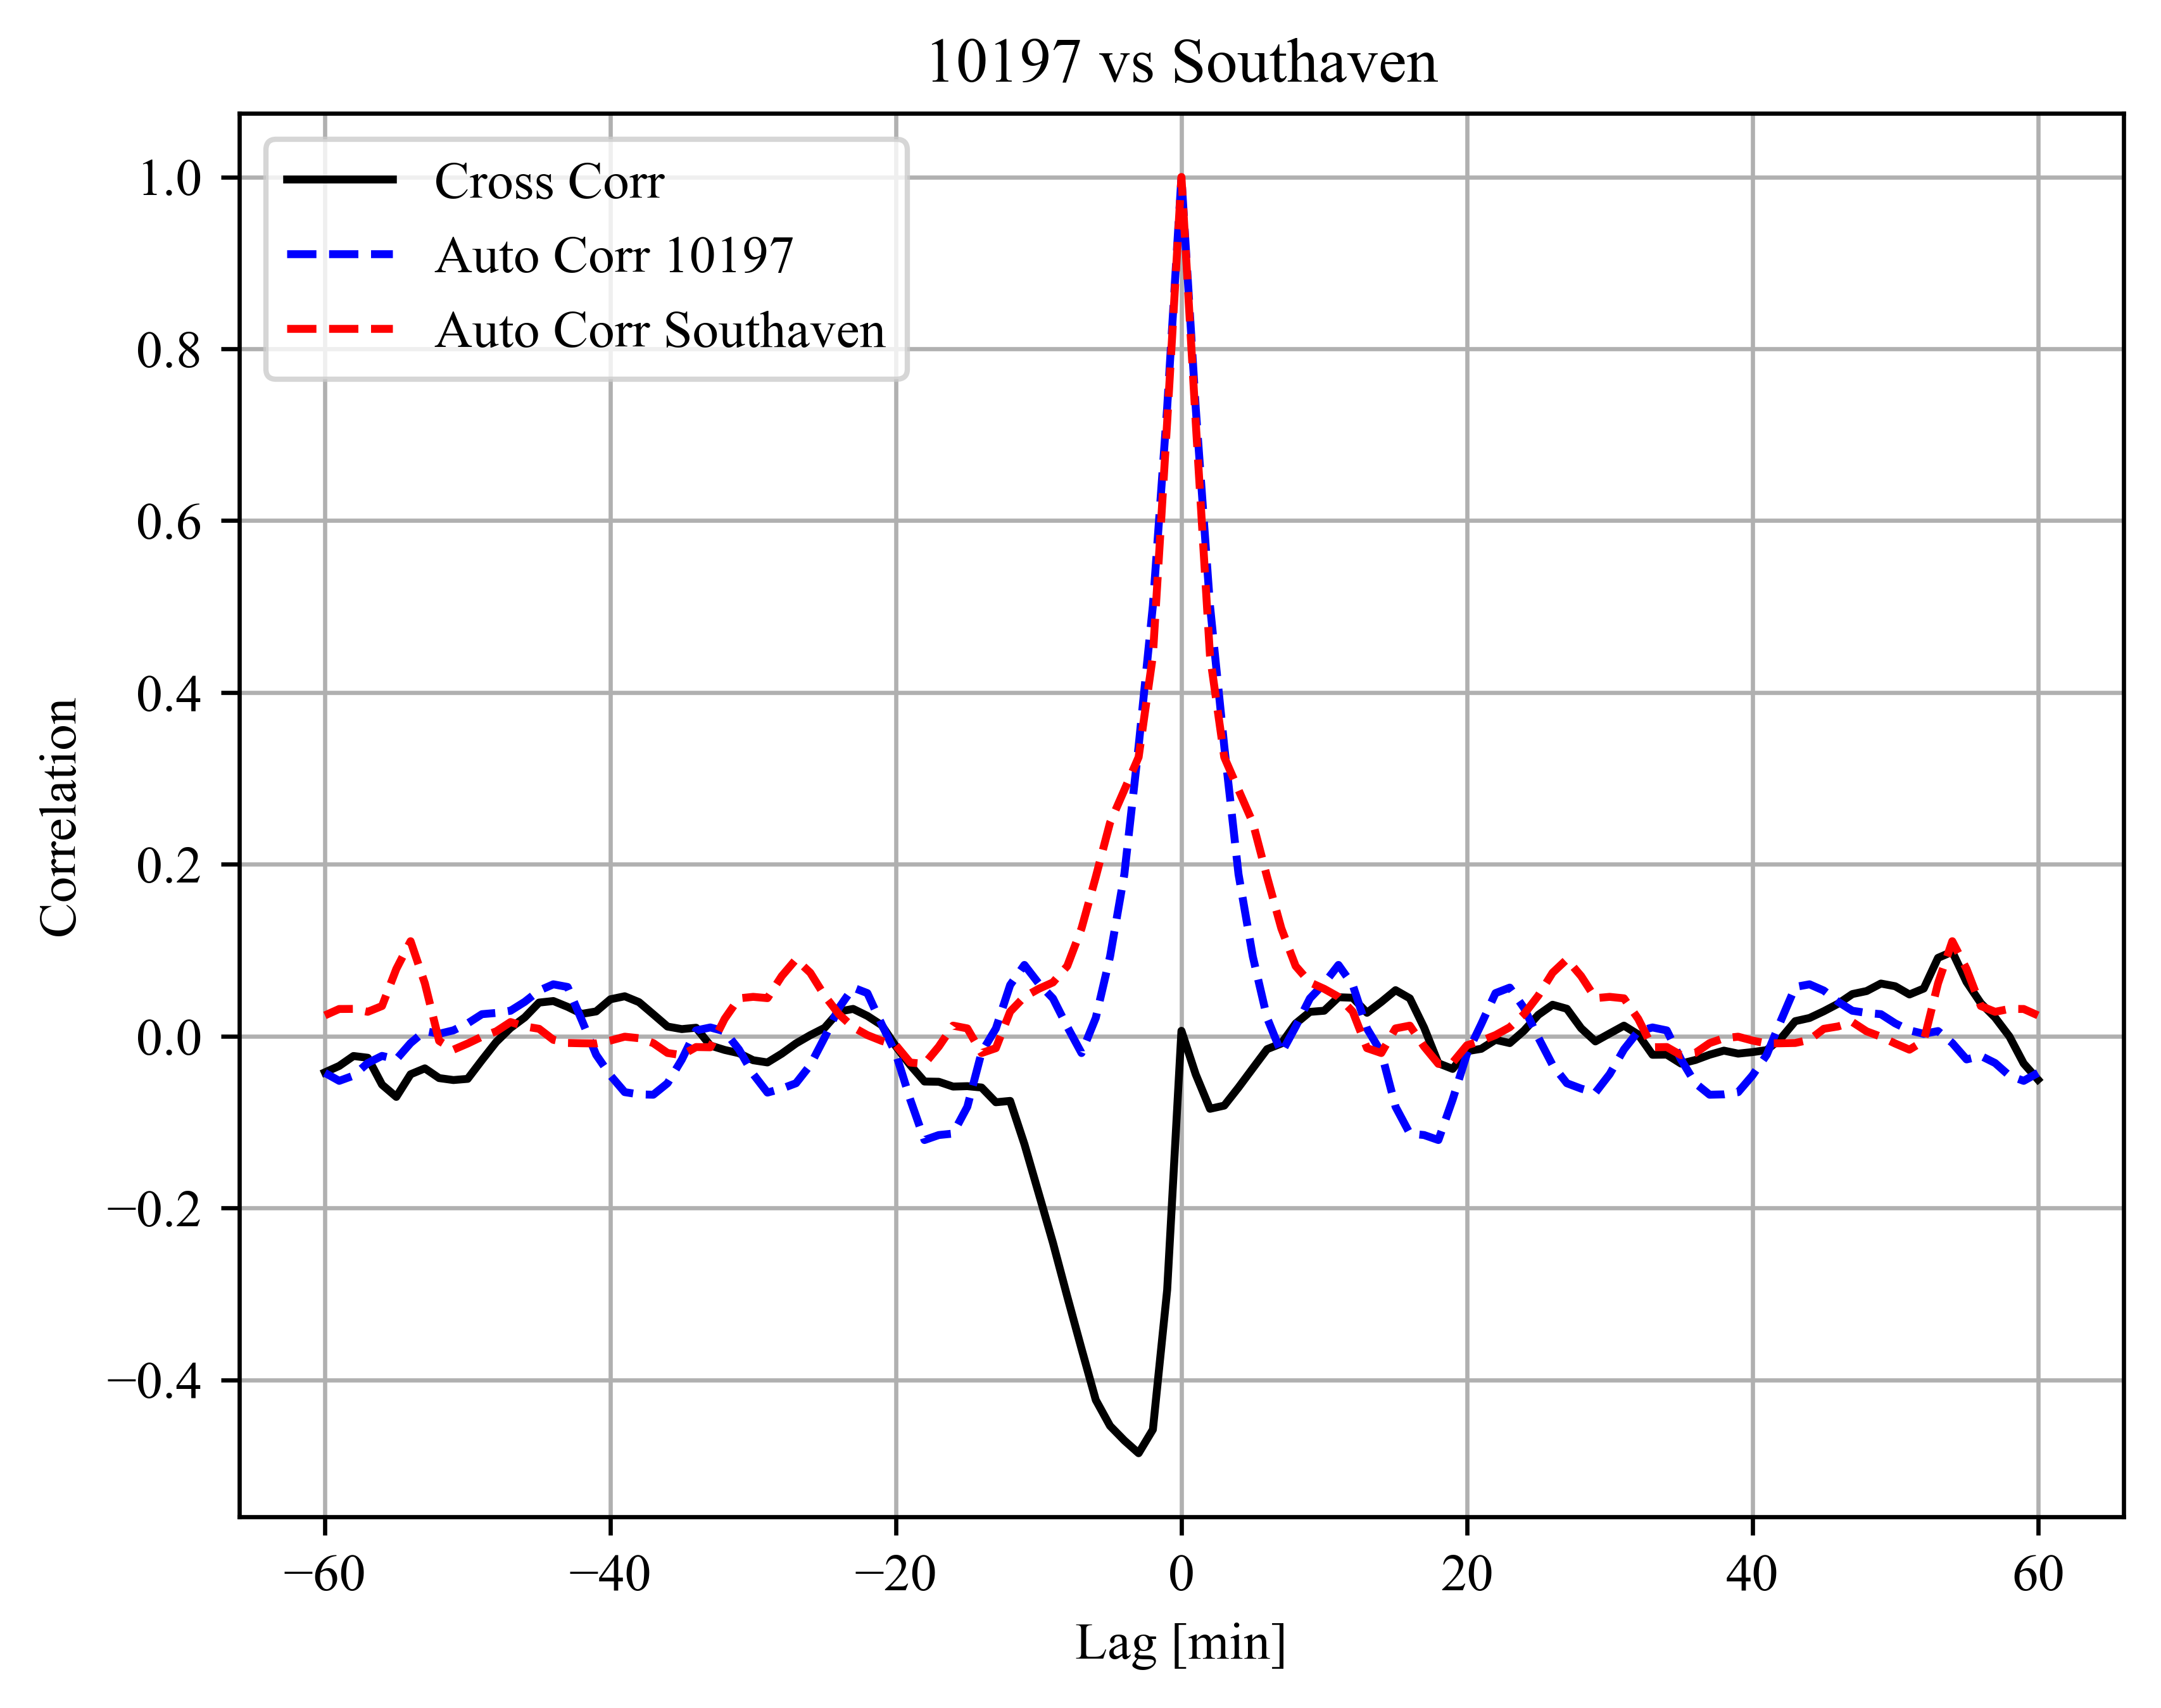 10197 vs Southaven
Cross Corr
Auto Corr 10197
Auto Corr Southaven
1.0
0.8
0.6
0.4
0.2
0.0
−0.2
−0.4
Correlation
−60 −40 −20 0 20 40 60
Lag [min]